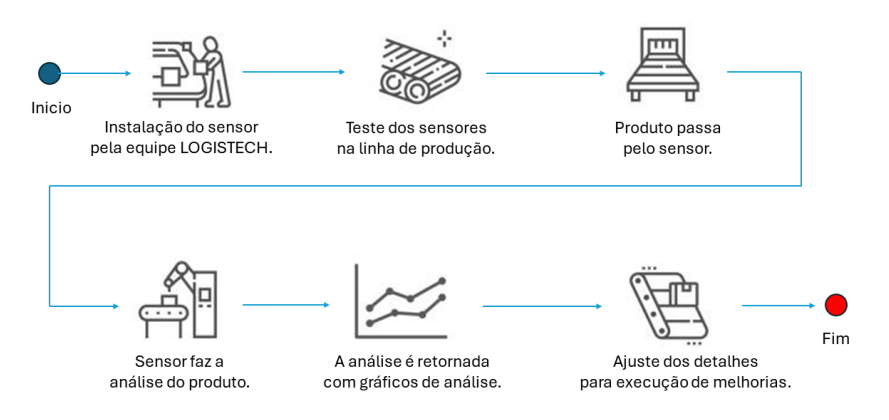 Inicio
Instalação do sensor
pela equipe LOGISTECH.
Teste dos sensores
na linha de produção.
Produto passa
pelo sensor.
Sensor faz a
análise do produto.
A análise é retornada
com gráficos de análise.
Ajuste dos detalhes
para execução de melhorias.
Fim